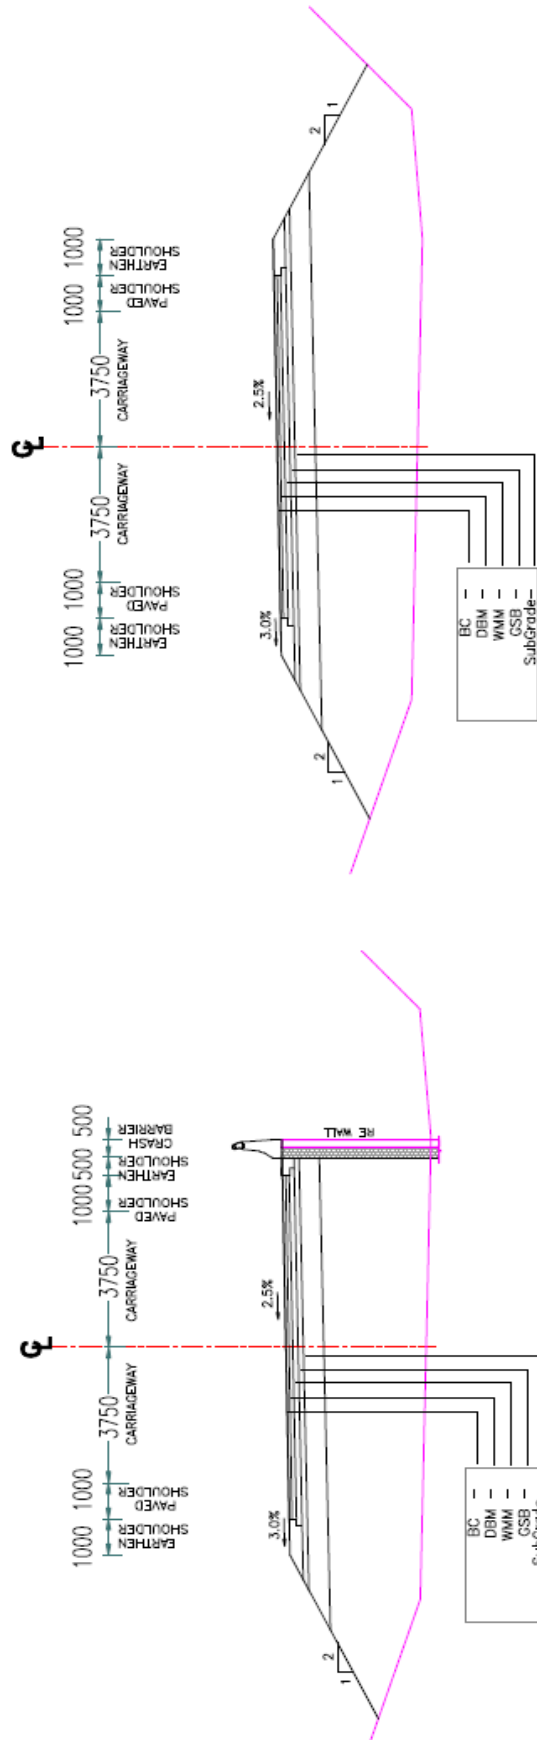 ℄
1000 1000 3750 3750 1000 500 500
EARTHEN
SHOULDER
PAVED
SHOULDER
CARRIAGEWAY
CARRIAGEWAY
PAVED
SHOULDER
EARTHEN
SHOULDER
CRASH
BARRIER
3.0%
2.5%
2
1
RE WALL
BC –
DBM –
WMM –
GSB –
℄
1000 1000 3750 3750 1000 1000
EARTHEN
SHOULDER
PAVED
SHOULDER
CARRIAGEWAY
CARRIAGEWAY
PAVED
SHOULDER
EARTHEN
SHOULDER
3.0%
2.5%
2
1
2
1
BC –
DBM –
WMM –
GSB –
SubGrade–